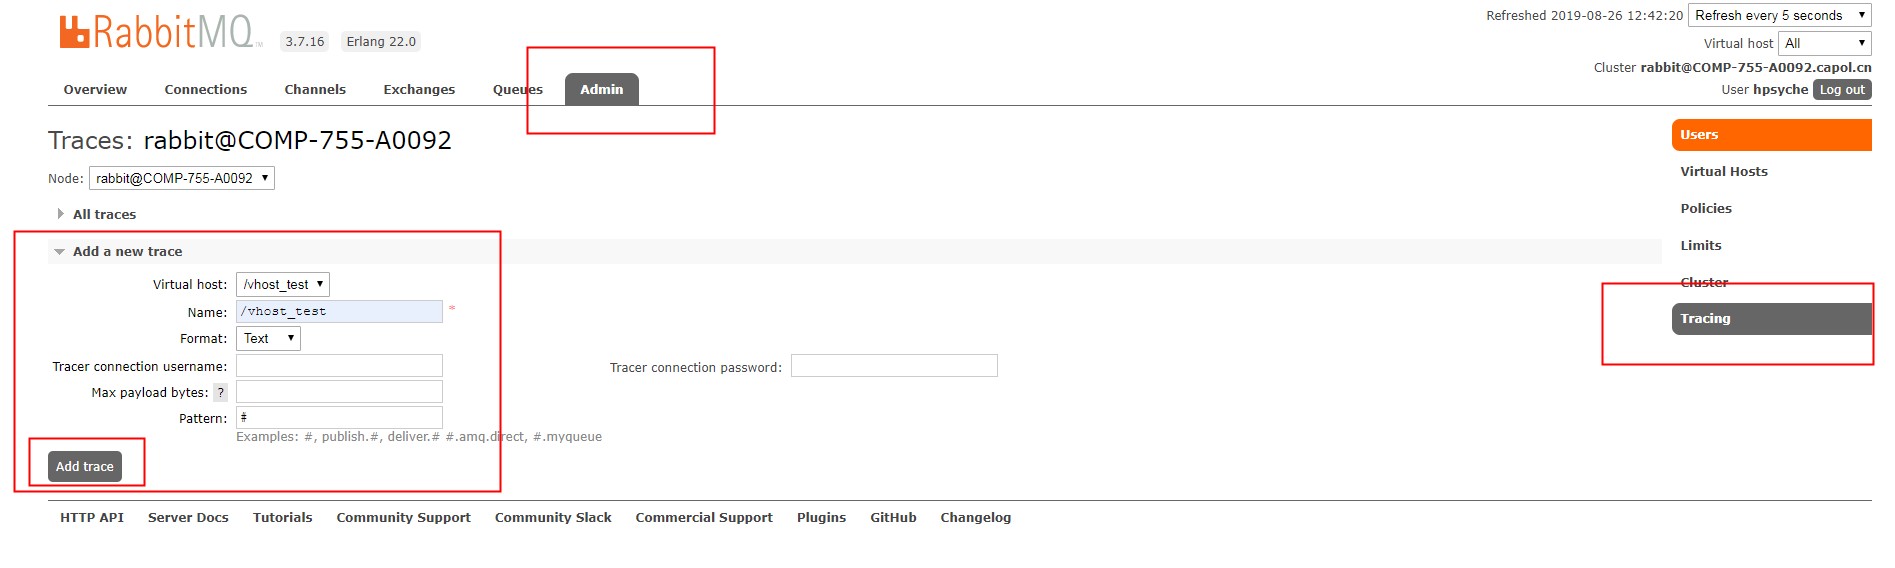 RabbitMQ TM 3.7.16 Erlang 22.0
Refreshed 2019-08-26 12:42:20 Refresh every 5 seconds
Virtual host All
Cluster rabbit@COMP-755-A0092.capol.cn
User hpsyche Log out
Overview Connections Channels Exchanges Queues Admin
Traces: rabbit@COMP-755-A0092
Node: rabbit@COMP-755-A0092
All traces
Add a new trace
Virtual host: /vhost_test
Name: /vhost_test *
Format: Text
Tracer connection username: Tracer connection password:
Max payload bytes: ?
Pattern: #
Examples: #, publish.#, deliver.# #.amq.direct, #.myqueue
Add trace
Users
Virtual Hosts
Policies
Limits
Cluster
Tracing
HTTP API Server Docs Tutorials Community Support Community Slack Commercial Support Plugins GitHub Changelog